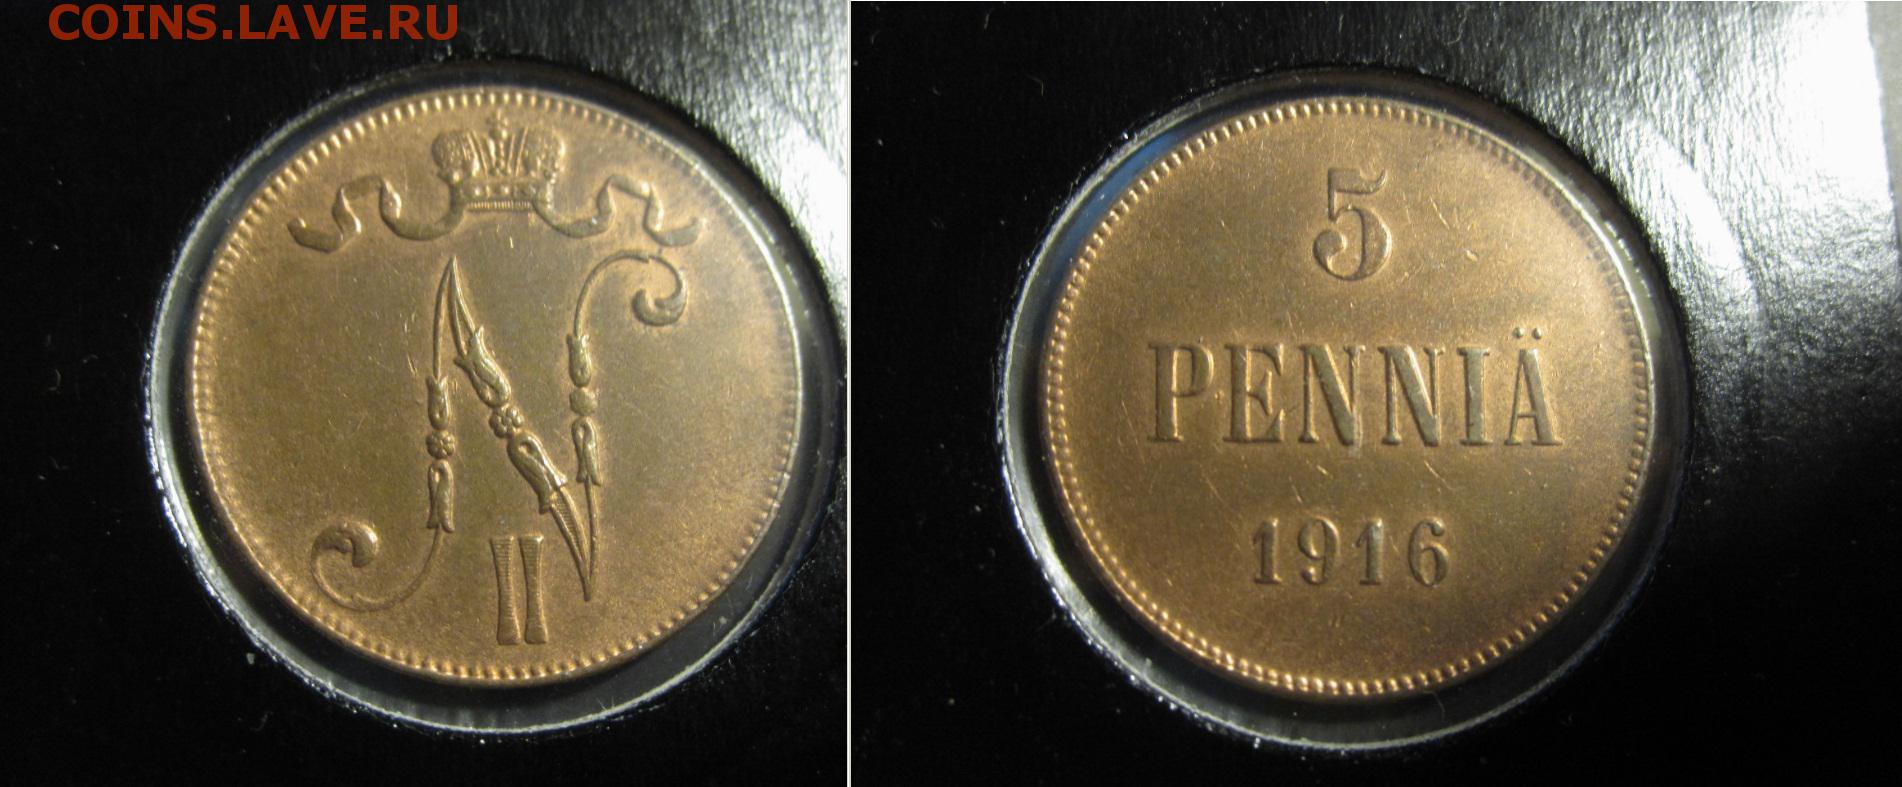 COINS.LAVE.RU
N
II
5
PENNIÄ
1916